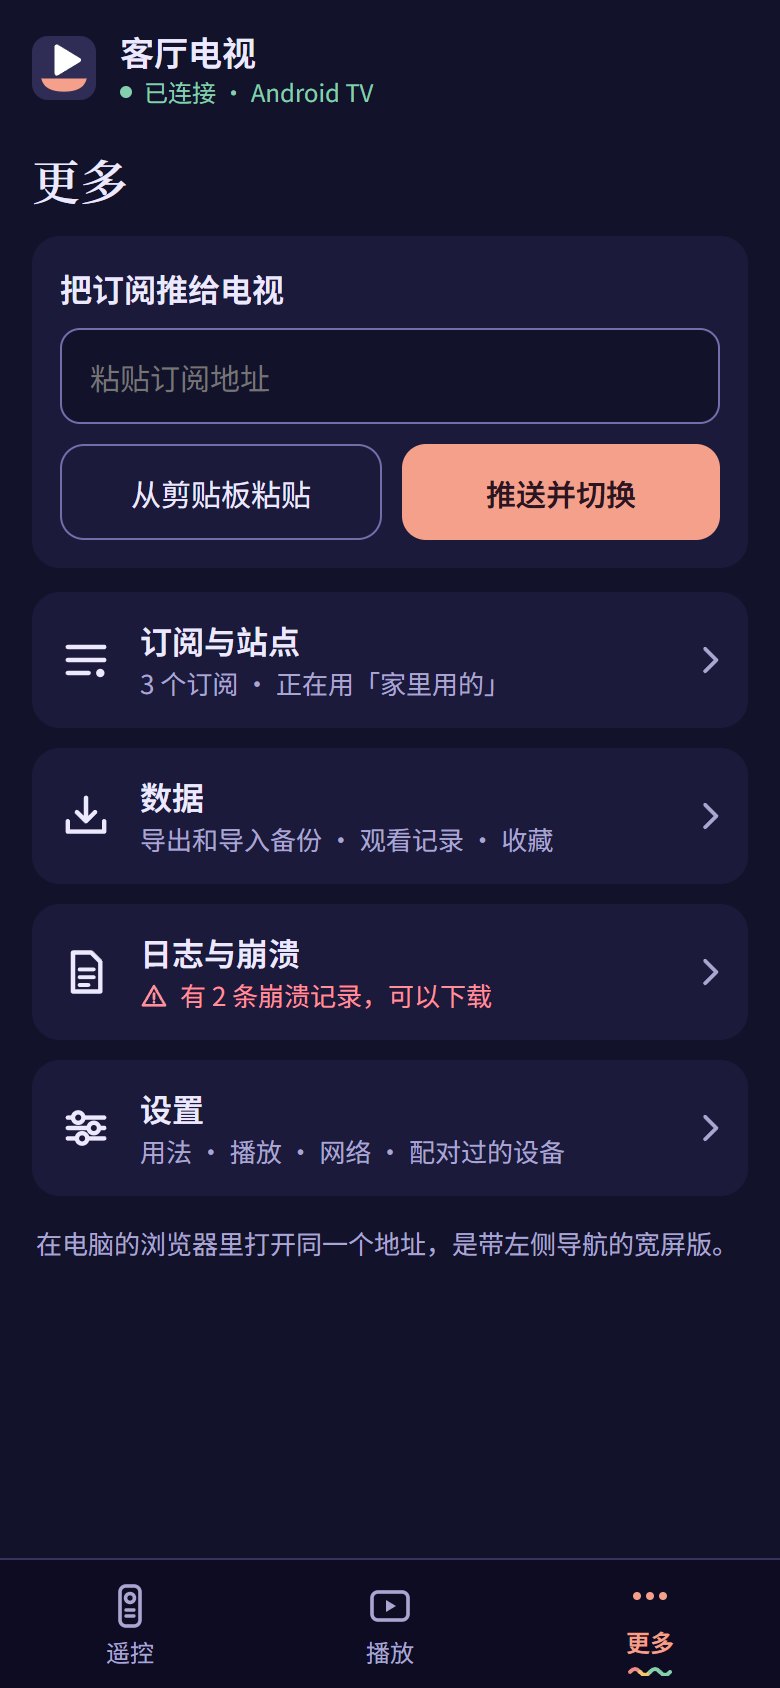 客厅电视
已连接 · Android TV
更多
把订阅推给电视
粘贴订阅地址
从剪贴板粘贴
推送并切换
订阅与站点
3 个订阅 · 正在用「家里用的」
数据
导出和导入备份 · 观看记录 · 收藏
日志与崩溃
有 2 条崩溃记录，可以下载
设置
用法 · 播放 · 网络 · 配对过的设备
在电脑的浏览器里打开同一个地址，是带左侧导航的宽屏版。
遥控
播放
更多